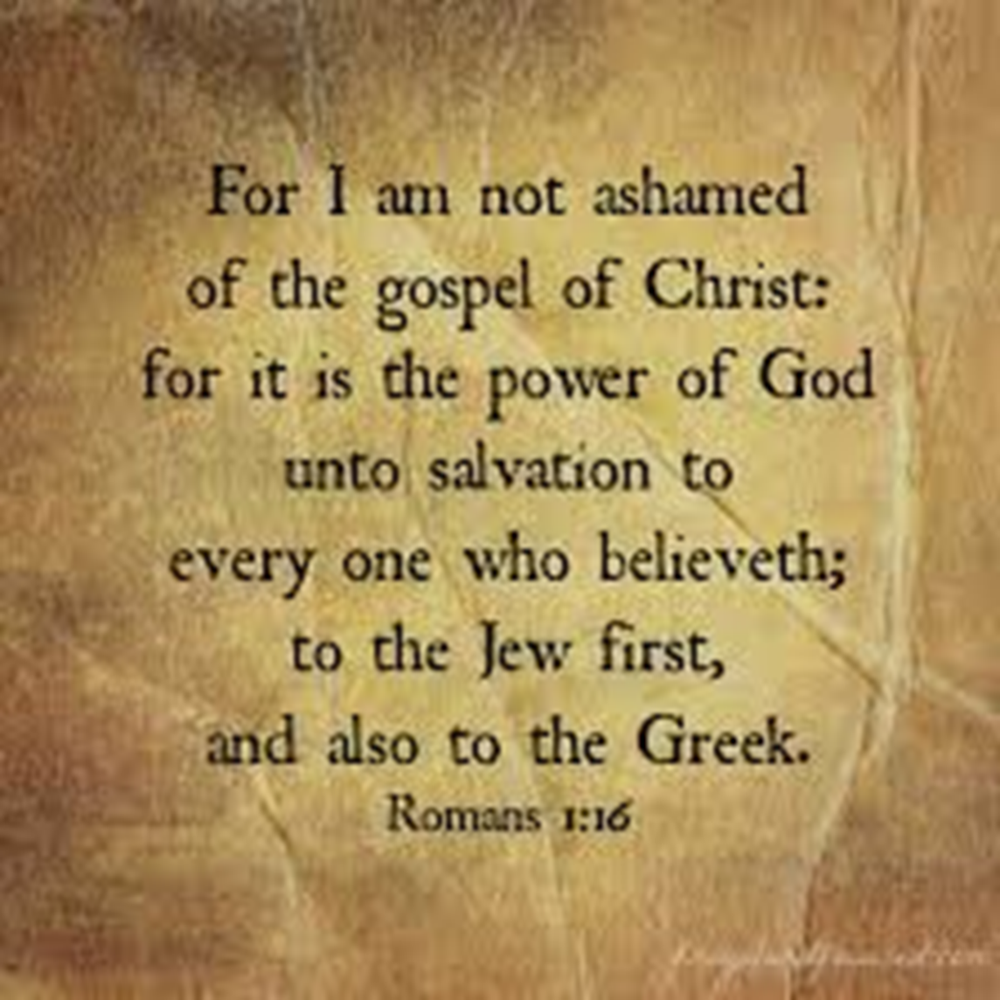 For I am not ashamed
of the gospel of Christ:
for it is the power of God
unto salvation to
every one who believeth;
to the Jew first,
and also to the Greek.
Romans 1:16